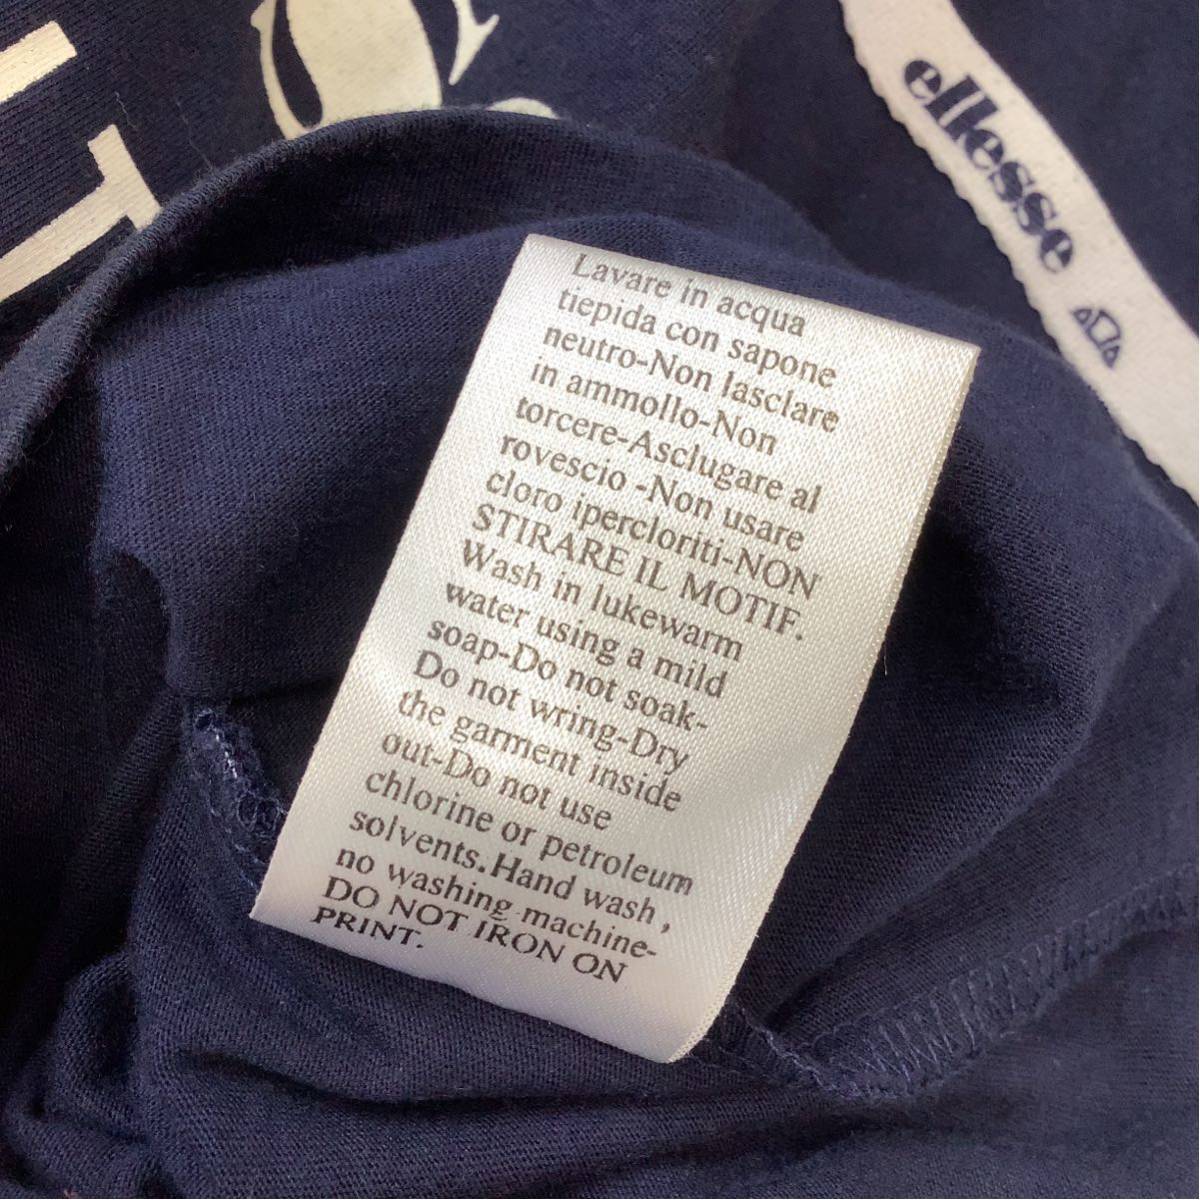 ellesse
Lavare in acqua
tiepida con sapone
neutro-Non lasclare
in ammollo-Non
torcere-Asclugare al
rovescio -Non usare
cloro ipercloriti-NON
STIRARE IL MOTIF.
Wash in lukewarm
water using a mild
soap-Do not soak-
Do not wring-Dry
the garment inside
out-Do not use
chlorine or petroleum
solvents.Hand wash,
no washing machine-
DO NOT IRON ON
PRINT.